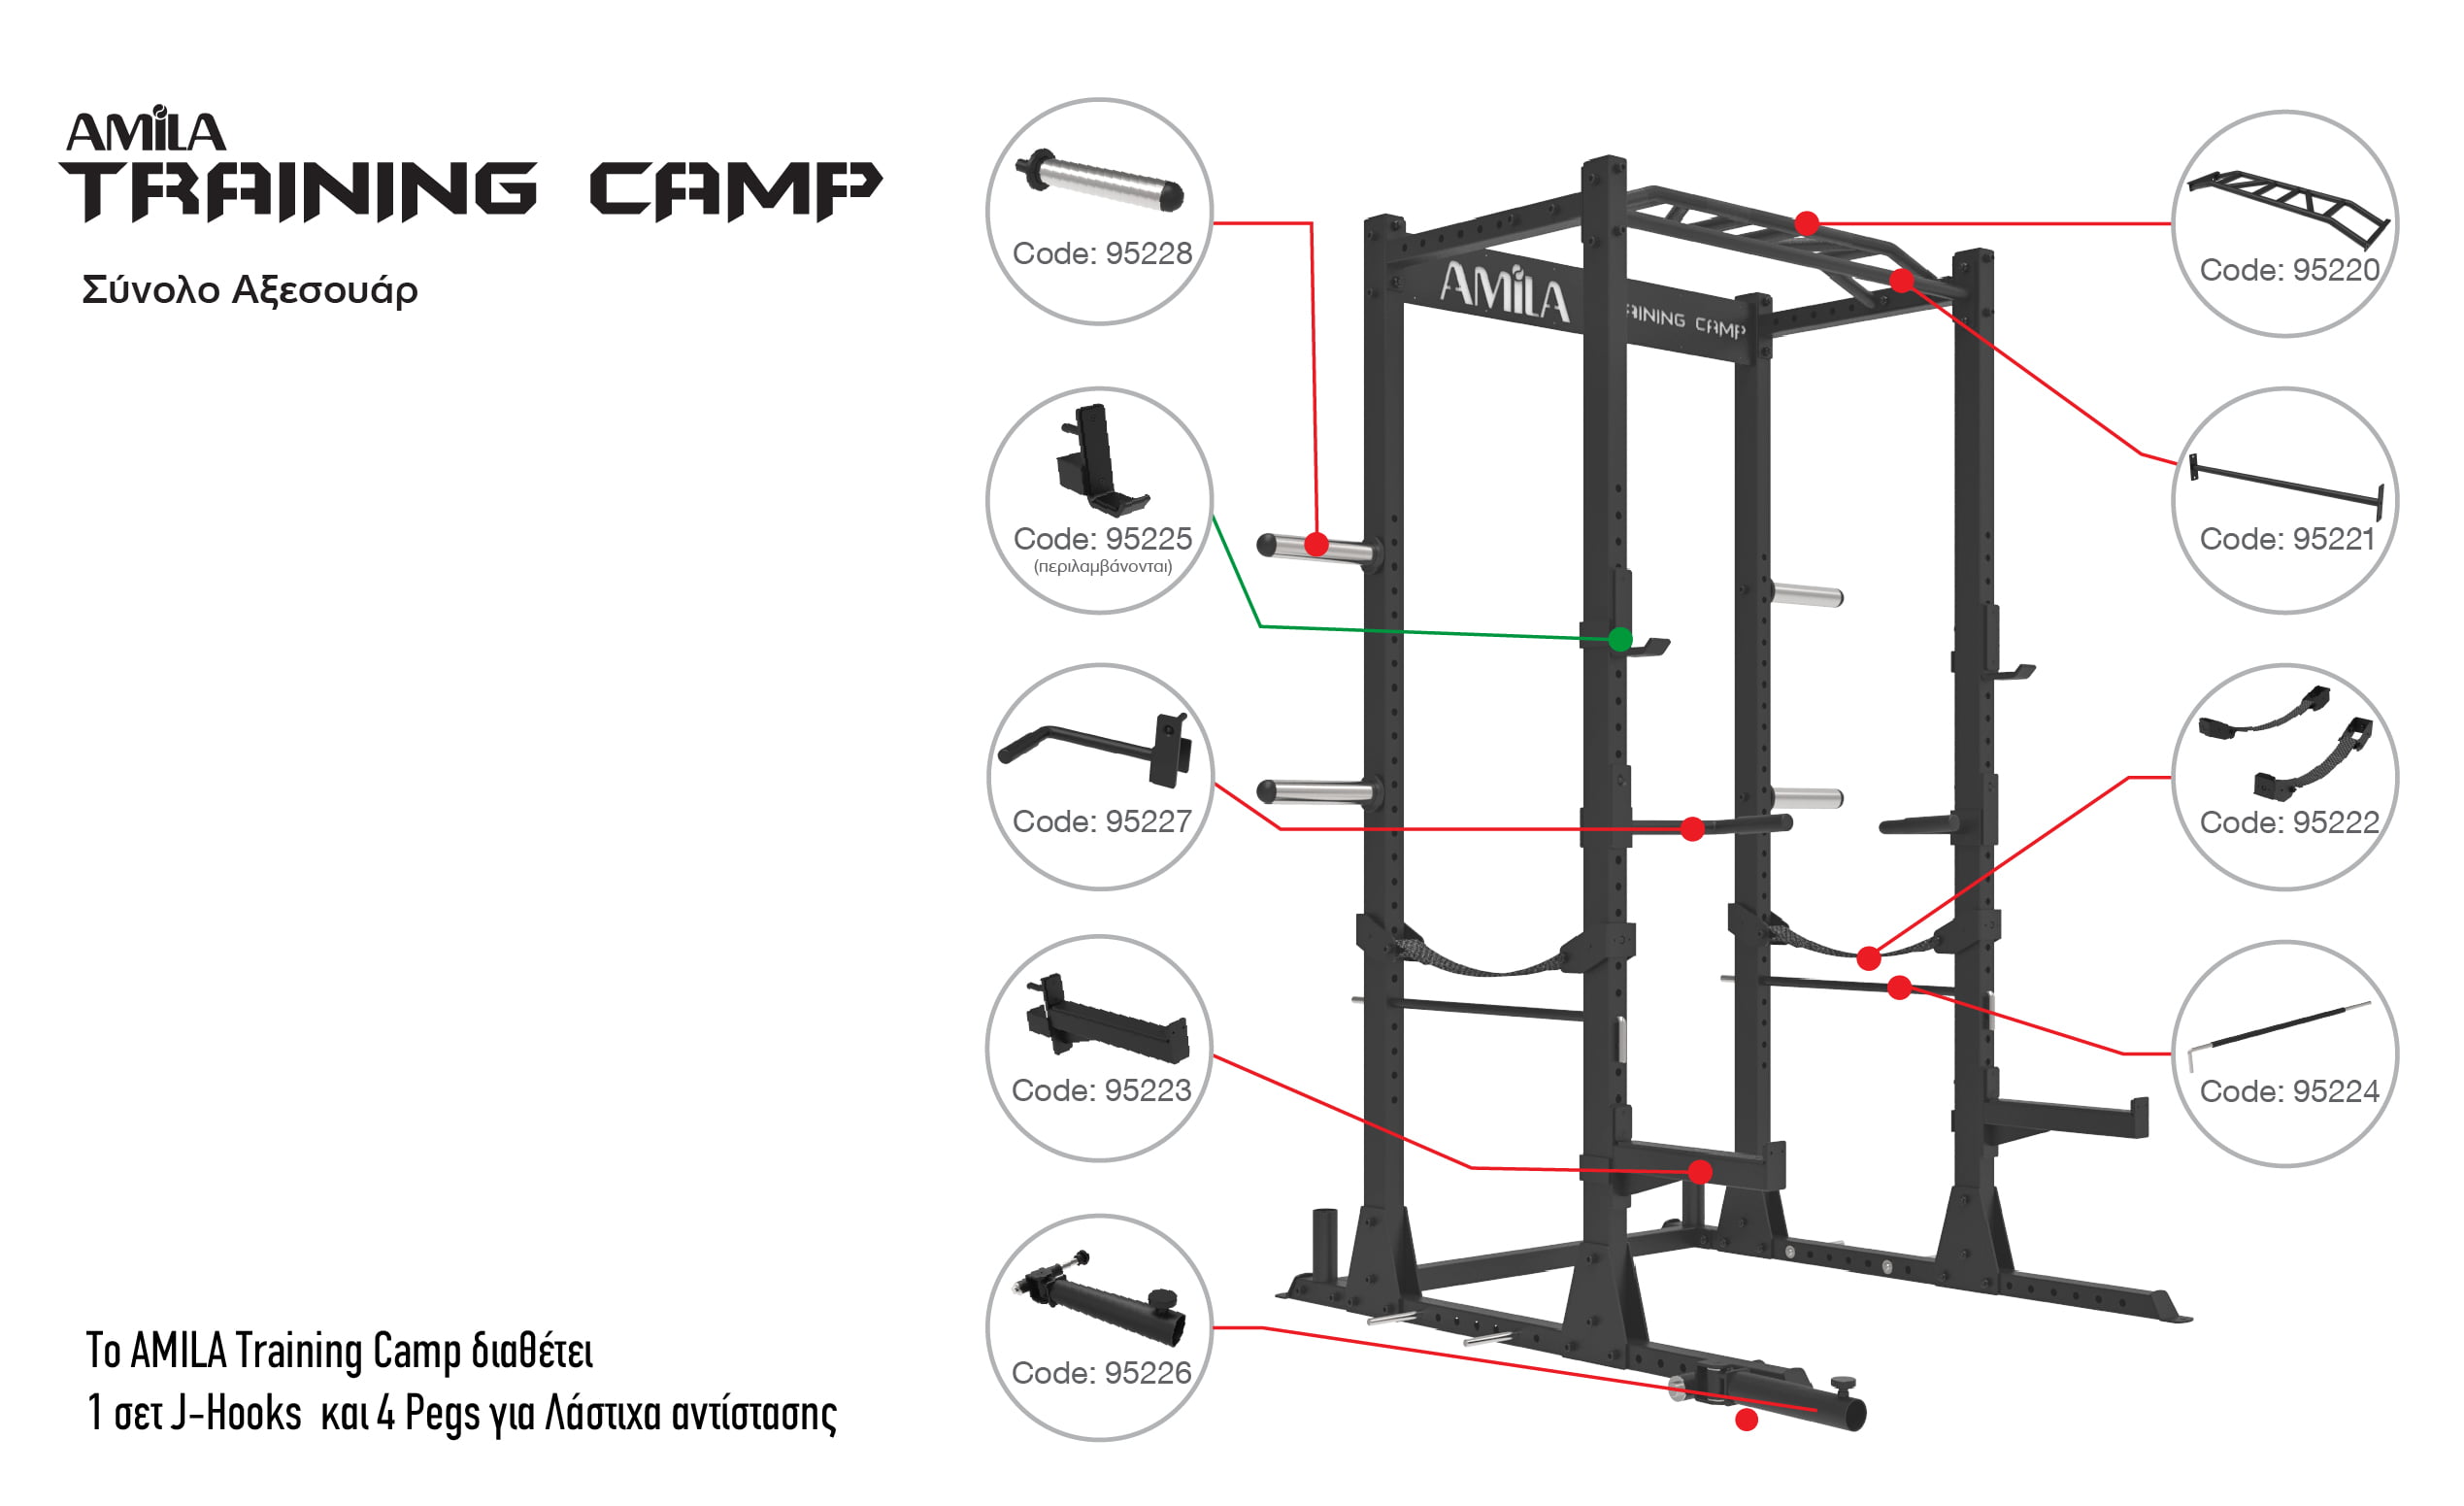 AMILA
TRAINING CAMP
Σύνολο Αξεσουάρ
Code: 95228
Code: 95225
(περιλαμβάνονται)
Code: 95227
Code: 95223
Code: 95226
AMILA
AINING CAMP
Code: 95220
Code: 95221
Code: 95222
Code: 95224
Το AMILA Training Camp διαθέτει
1 σετ J-Hooks και 4 Pegs για Λάστιχα αντίστασης